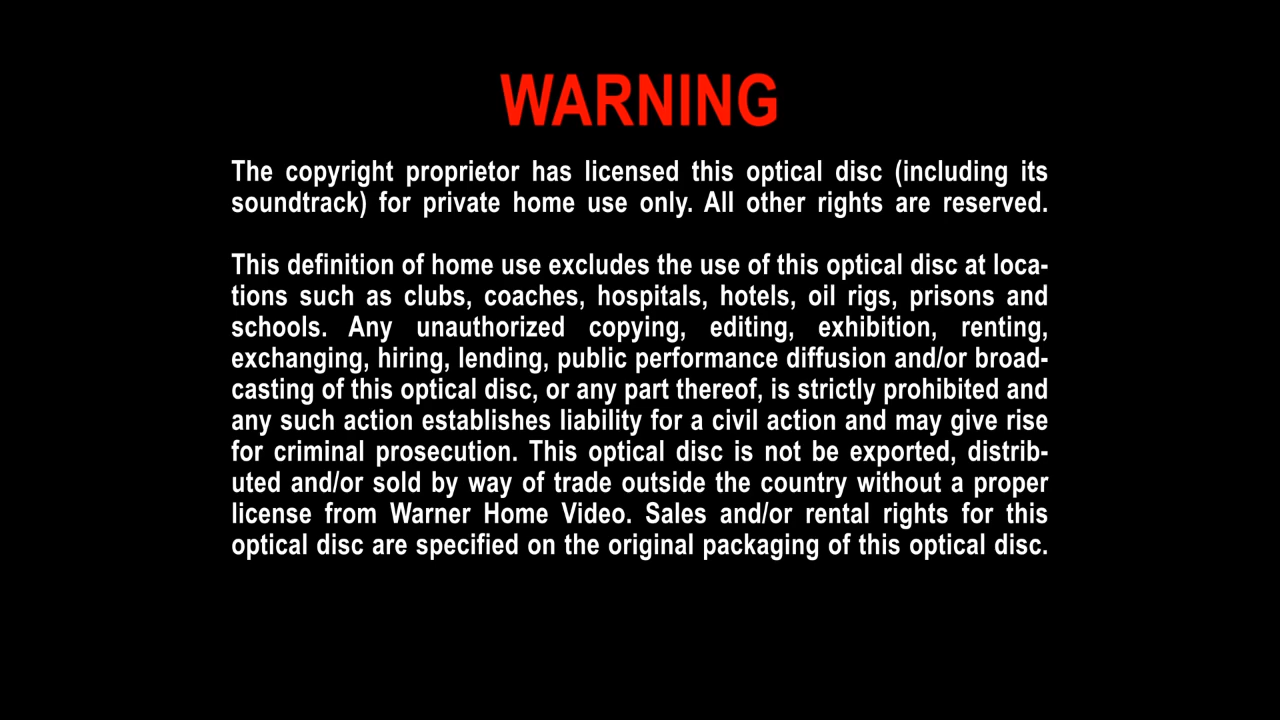 WARNING
The copyright proprietor has licensed this optical disc (including its
soundtrack) for private home use only. All other rights are reserved.
This definition of home use excludes the use of this optical disc at loca-
tions such as clubs, coaches, hospitals, hotels, oil rigs, prisons and
schools. Any unauthorized copying, editing, exhibition, renting,
exchanging, hiring, lending, public performance diffusion and/or broad-
casting of this optical disc, or any part thereof, is strictly prohibited and
any such action establishes liability for a civil action and may give rise
for criminal prosecution. This optical disc is not be exported, distrib-
uted and/or sold by way of trade outside the country without a proper
license from Warner Home Video. Sales and/or rental rights for this
optical disc are specified on the original packaging of this optical disc.